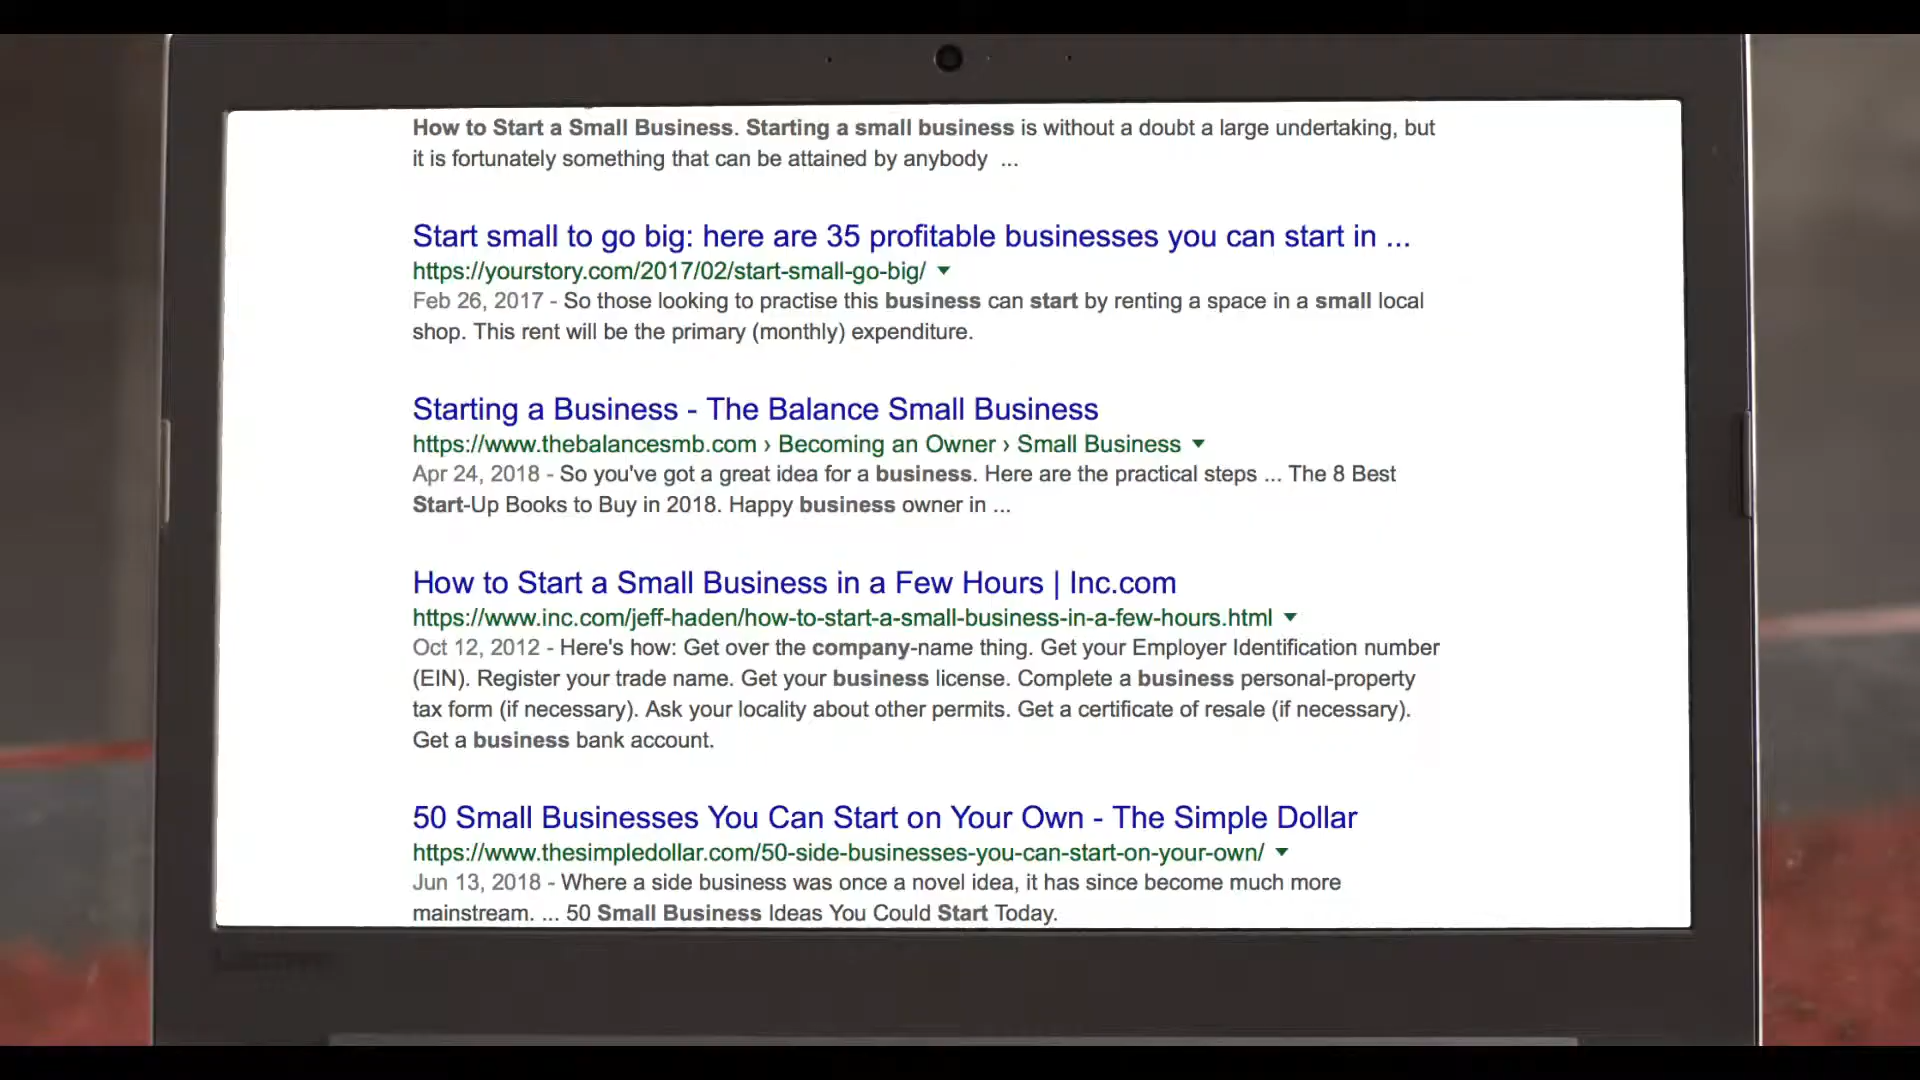 How to Start a Small Business. Starting a small business is without a doubt a large undertaking, but
it is fortunately something that can be attained by anybody ...
Start small to go big: here are 35 profitable businesses you can start in ...
https://yourstory.com/2017/02/start-small-go-big/
Feb 26, 2017 - So those looking to practise this business can start by renting a space in a small local
shop. This rent will be the primary (monthly) expenditure.
Starting a Business - The Balance Small Business
https://www.thebalancesmb.com › Becoming an Owner › Small Business
Apr 24, 2018 - So you've got a great idea for a business. Here are the practical steps ... The 8 Best
Start-Up Books to Buy in 2018. Happy business owner in ...
How to Start a Small Business in a Few Hours | Inc.com
https://www.inc.com/jeff-haden/how-to-start-a-small-business-in-a-few-hours.html
Oct 12, 2012 - Here's how: Get over the company-name thing. Get your Employer Identification number
(EIN). Register your trade name. Get your business license. Complete a business personal-property
tax form (if necessary). Ask your locality about other permits. Get a certificate of resale (if necessary).
Get a business bank account.
50 Small Businesses You Can Start on Your Own - The Simple Dollar
https://www.thesimpledollar.com/50-side-businesses-you-can-start-on-your-own/
Jun 13, 2018 - Where a side business was once a novel idea, it has since become much more
mainstream. ... 50 Small Business Ideas You Could Start Today.